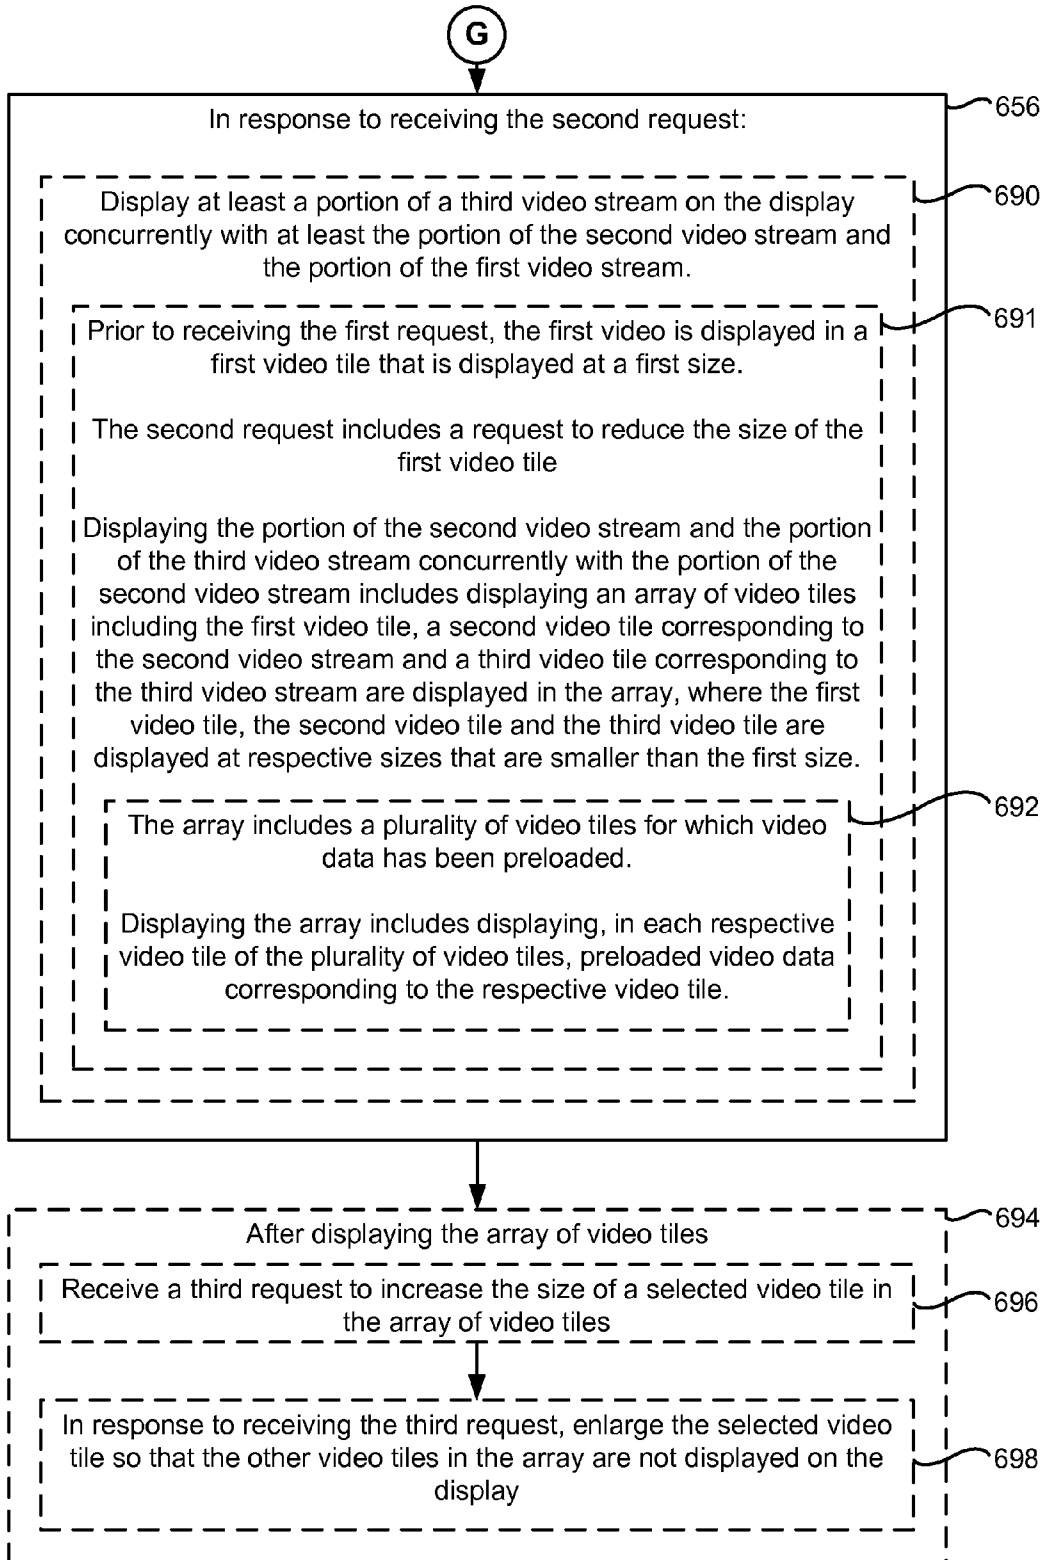 G
656
In response to receiving the second request:
690
Display at least a portion of a third video stream on the display
concurrently with at least the portion of the second video stream and
the portion of the first video stream.
691
Prior to receiving the first request, the first video is displayed in a
first video tile that is displayed at a first size.
The second request includes a request to reduce the size of the
first video tile
Displaying the portion of the second video stream and the portion
of the third video stream concurrently with the portion of the
second video stream includes displaying an array of video tiles
including the first video tile, a second video tile corresponding to
the second video stream and a third video tile corresponding to
the third video stream are displayed in the array, where the first
video tile, the second video tile and the third video tile are
displayed at respective sizes that are smaller than the first size.
692
The array includes a plurality of video tiles for which video
data has been preloaded.
Displaying the array includes displaying, in each respective
video tile of the plurality of video tiles, preloaded video data
corresponding to the respective video tile.
694
After displaying the array of video tiles
Receive a third request to increase the size of a selected video tile in
the array of video tiles
696
In response to receiving the third request, enlarge the selected video
tile so that the other video tiles in the array are not displayed on the
display
698